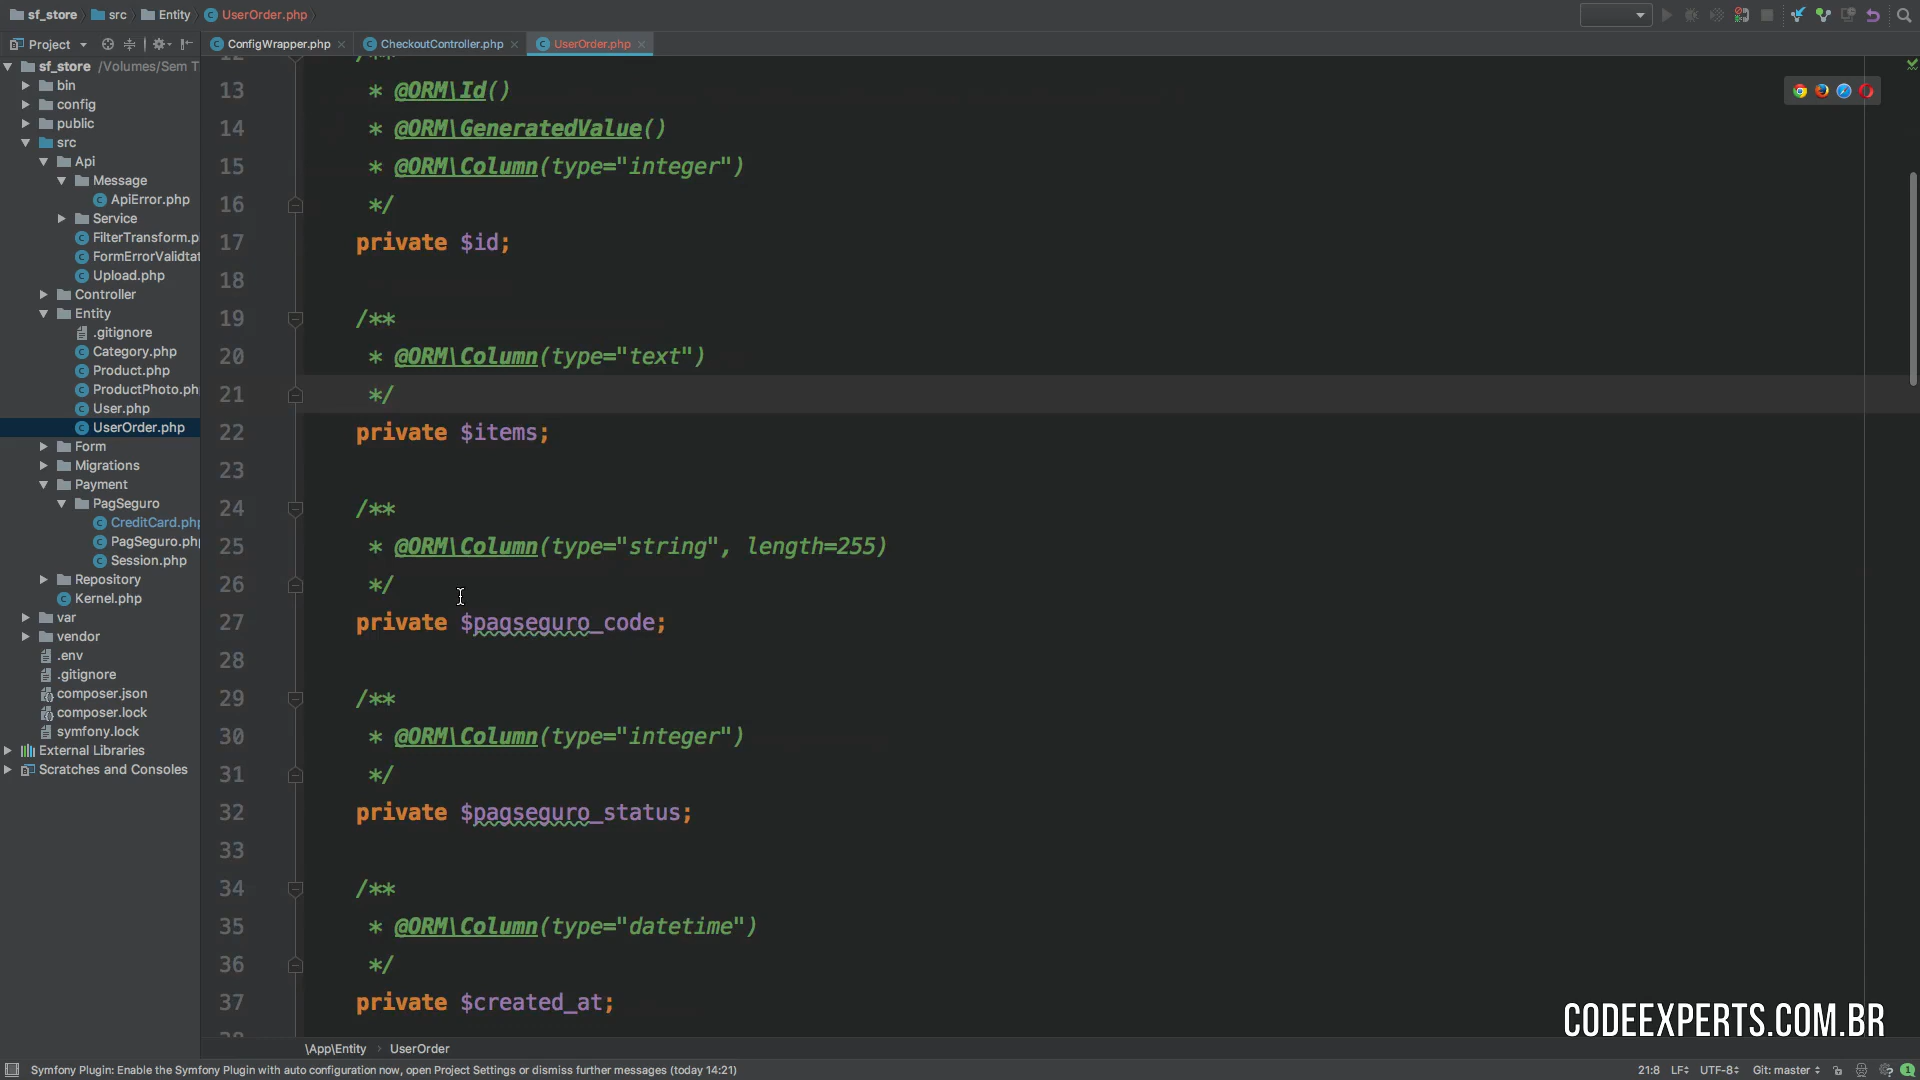 sf_store src Entity UserOrder.php
Project
ConfigWrapper.php CheckoutController.php UserOrder.php
sf_store /Volumes/Sem T
bin
config
public
src
Api
Message
ApiError.php
Service
FilterTransform.p
FormErrorValidtat
Upload.php
Controller
Entity
.gitignore
Category.php
Product.php
ProductPhoto.ph
User.php
UserOrder.php
Form
Migrations
Payment
PagSeguro
CreditCard.php
PagSeguro.php
Session.php
Repository
Kernel.php
var
vendor
.env
.gitignore
composer.json
composer.lock
symfony.lock
External Libraries
Scratches and Consoles
12 /**
13 * @ORM\Id()
14 * @ORM\GeneratedValue()
15 * @ORM\Column(type="integer")
16 */
17 private $id;
18
19 /**
20 * @ORM\Column(type="text")
21 */
22 private $items;
23
24 /**
25 * @ORM\Column(type="string", length=255)
26 */
27 private $pagseguro_code;
28
29 /**
30 * @ORM\Column(type="integer")
31 */
32 private $pagseguro_status;
33
34 /**
35 * @ORM\Column(type="datetime")
36 */
37 private $created_at;
38
CODEEXPERTS.COM.BR
\App\Entity › UserOrder
Symfony Plugin: Enable the Symfony Plugin with auto configuration now, open Project Settings or dismiss further messages (today 14:21)
21:8 LF UTF-8 Git: master 1